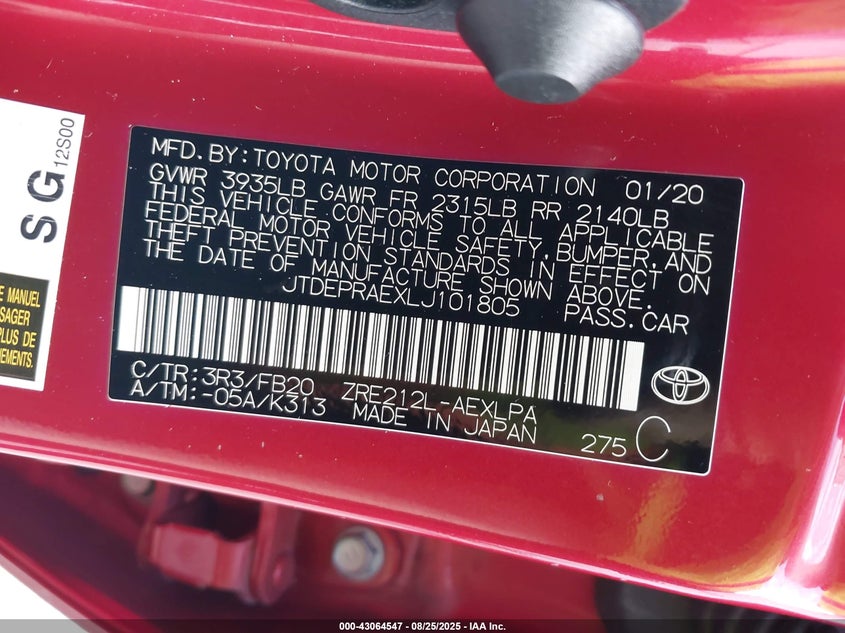 SG 12S00
E MANUEL
SAGER
PLUS DE
NEMENTS.
MFD.BY:TOYOTA MOTOR CORPORATION 01/20
GVWR 3935LB GAWR FR 2315LB RR 2140LB
THIS VEHICLE CONFORMS TO ALL APPLICABLE
FEDERAL MOTOR VEHICLE SAFETY,BUMPER,AND
THEFT PREVENTION STANDARDS IN EFFECT ON
THE DATE OF MANUFACTURE SHOWN ABOVE.
JTDEPRAEXLJ101805 PASS.CAR
C/TR:3R3/FB20 ZRE212L-AEXLPA
A/TM:-05A/K313 MADE IN JAPAN 275 C
000-43064547 - 08/25/2025 - IAA Inc.